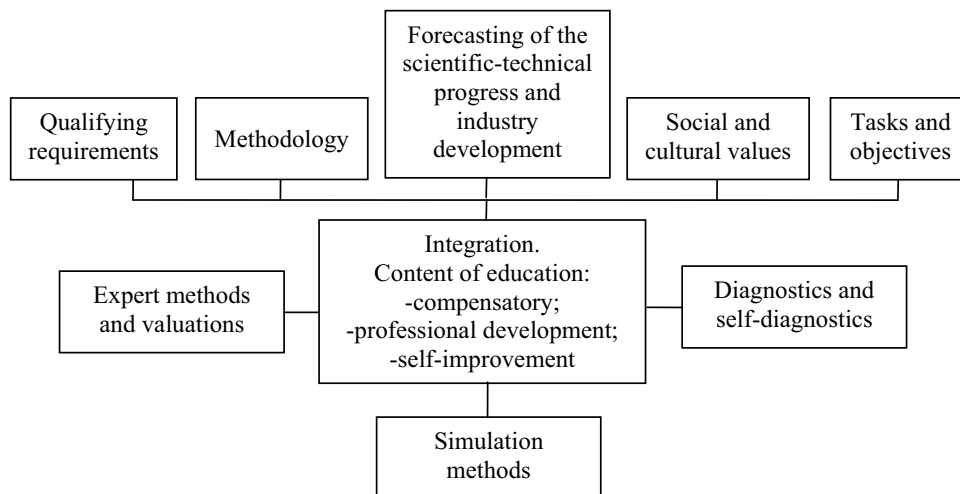 Qualifying
requirements
Methodology
Forecasting of the
scientific-technical
progress and
industry
development
Social and
cultural values
Tasks and
objectives
Expert methods
and valuations
Integration.
Content of education:
-compensatory;
-professional development;
-self-improvement
Diagnostics and
self-diagnostics
Simulation
methods